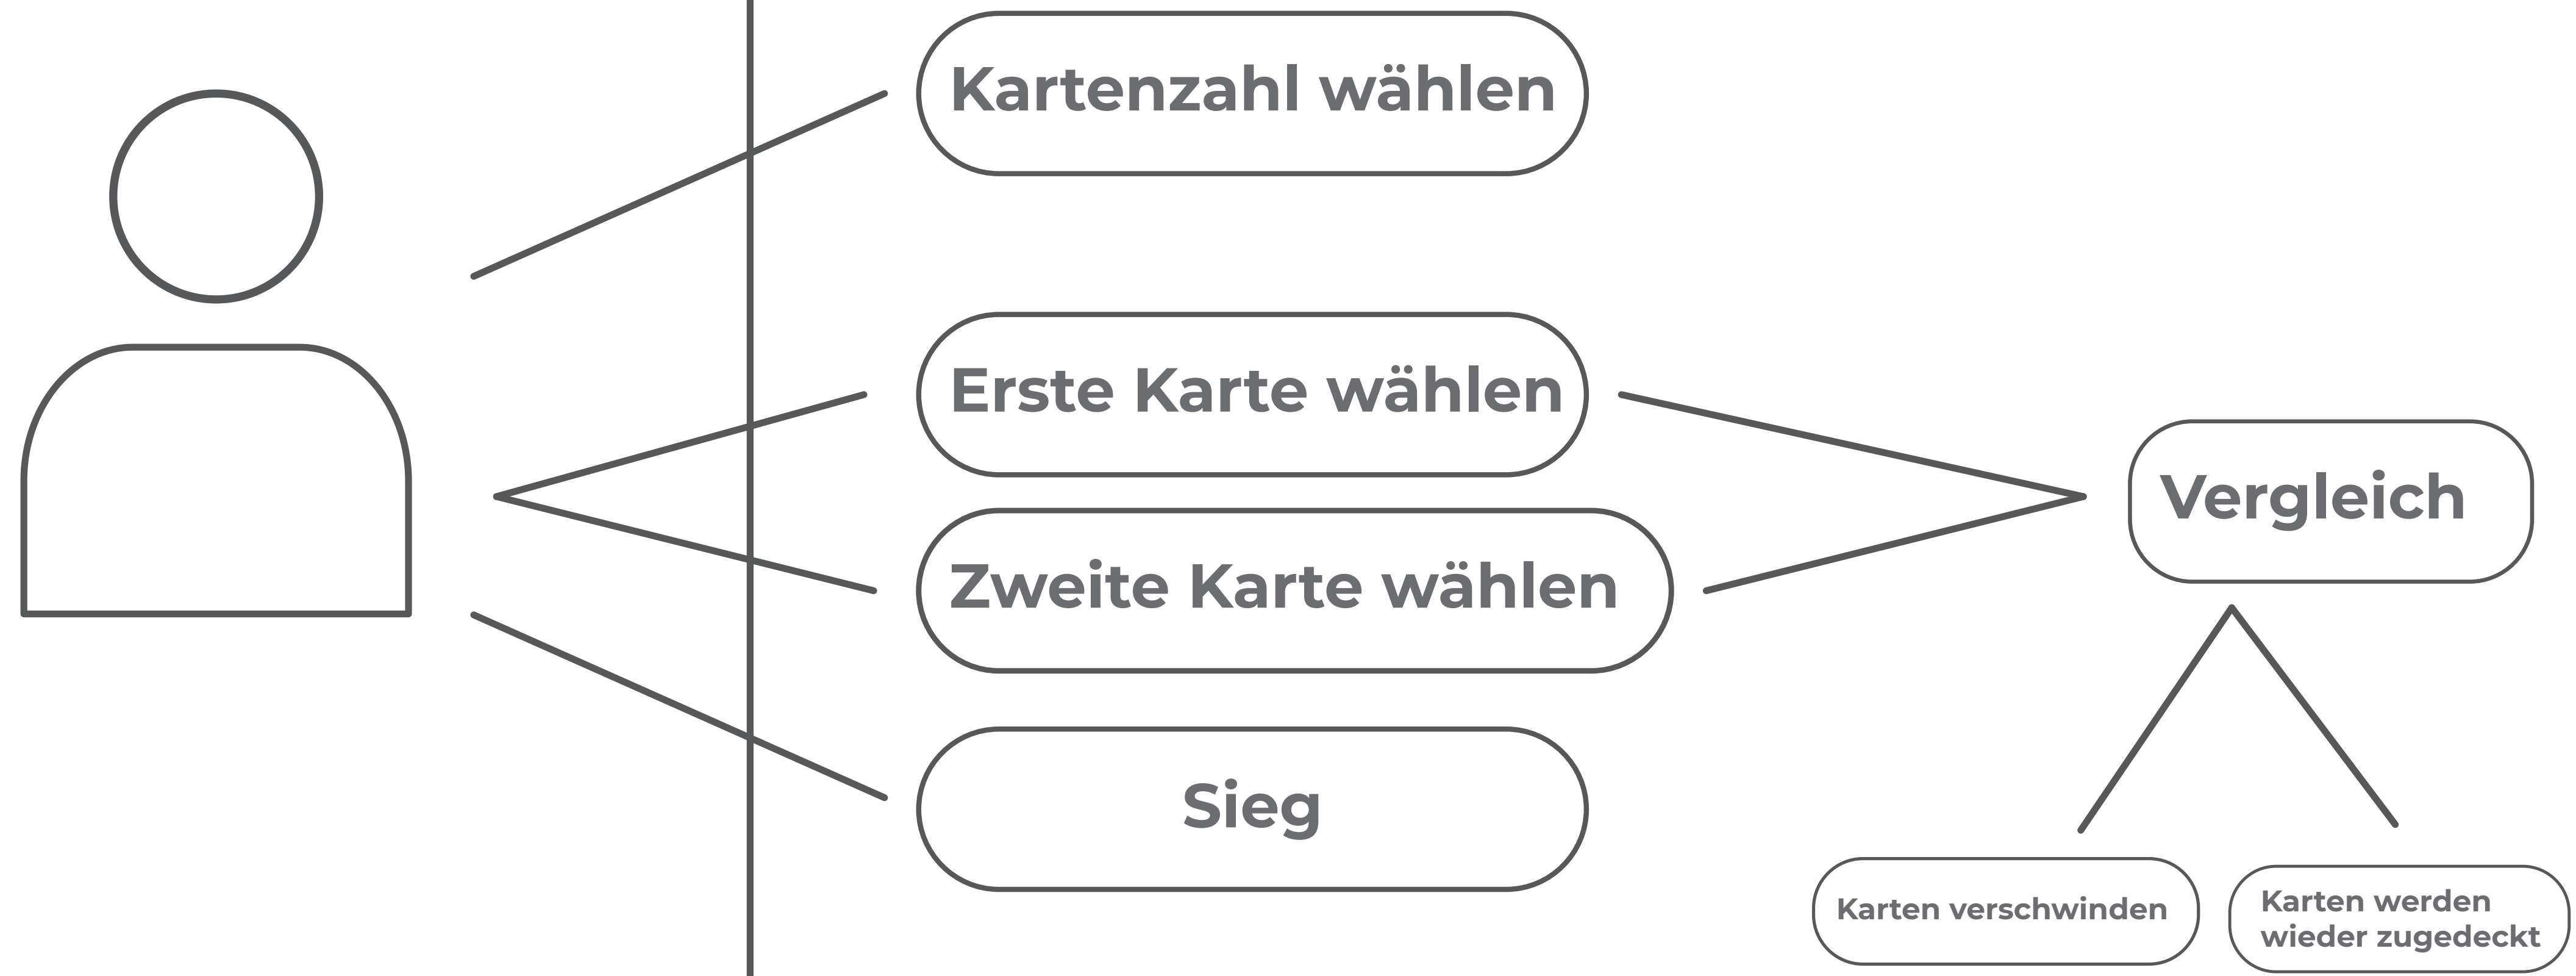 Kartenzahl wählen
Erste Karte wählen
Zweite Karte wählen
Sieg
Vergleich
Karten verschwinden
Karten werden
wieder zugedeckt